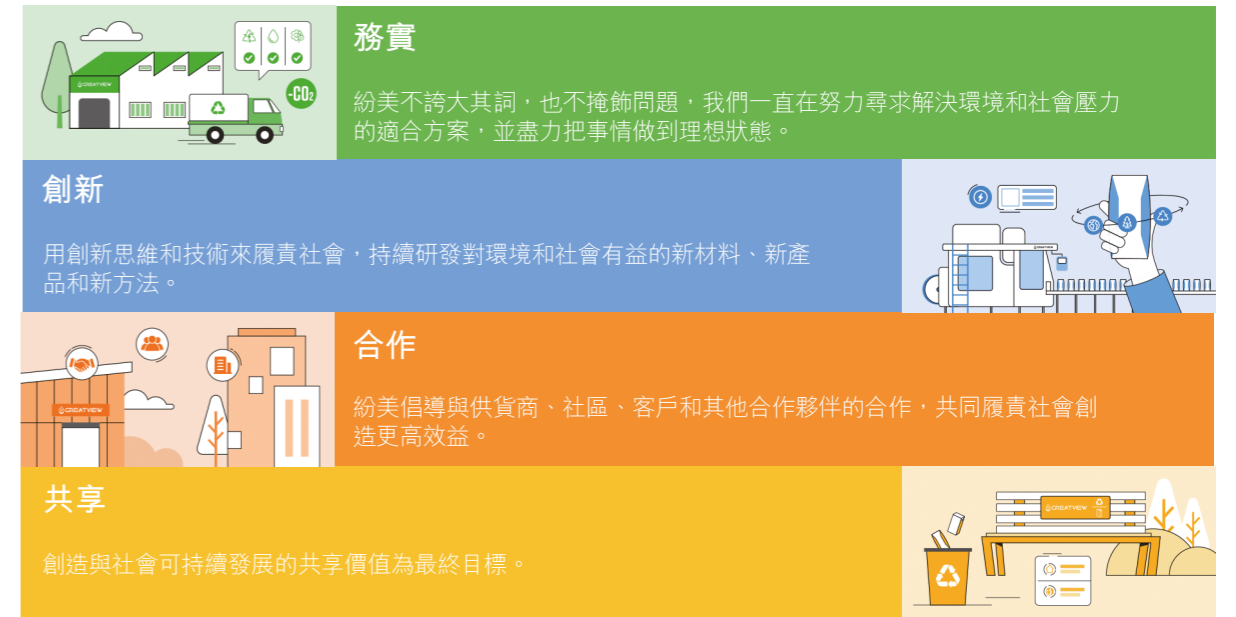 GREATVIEW
-CO₂
務實
紛美不誇大其詞，也不掩飾問題，我們一直在努力尋求解決環境和社會壓力
的適合方案，並盡力把事情做到理想狀態。
創新
用創新思維和技術來履責社會，持續研發對環境和社會有益的新材料、新產
品和新方法。
GREATVIEW
合作
紛美倡導與供貨商、社區、客戶和其他合作夥伴的合作，共同履責社會創
造更高效益。
GREATVIEW
共享
創造與社會可持續發展的共享價值為最終目標。
GREATVIEW